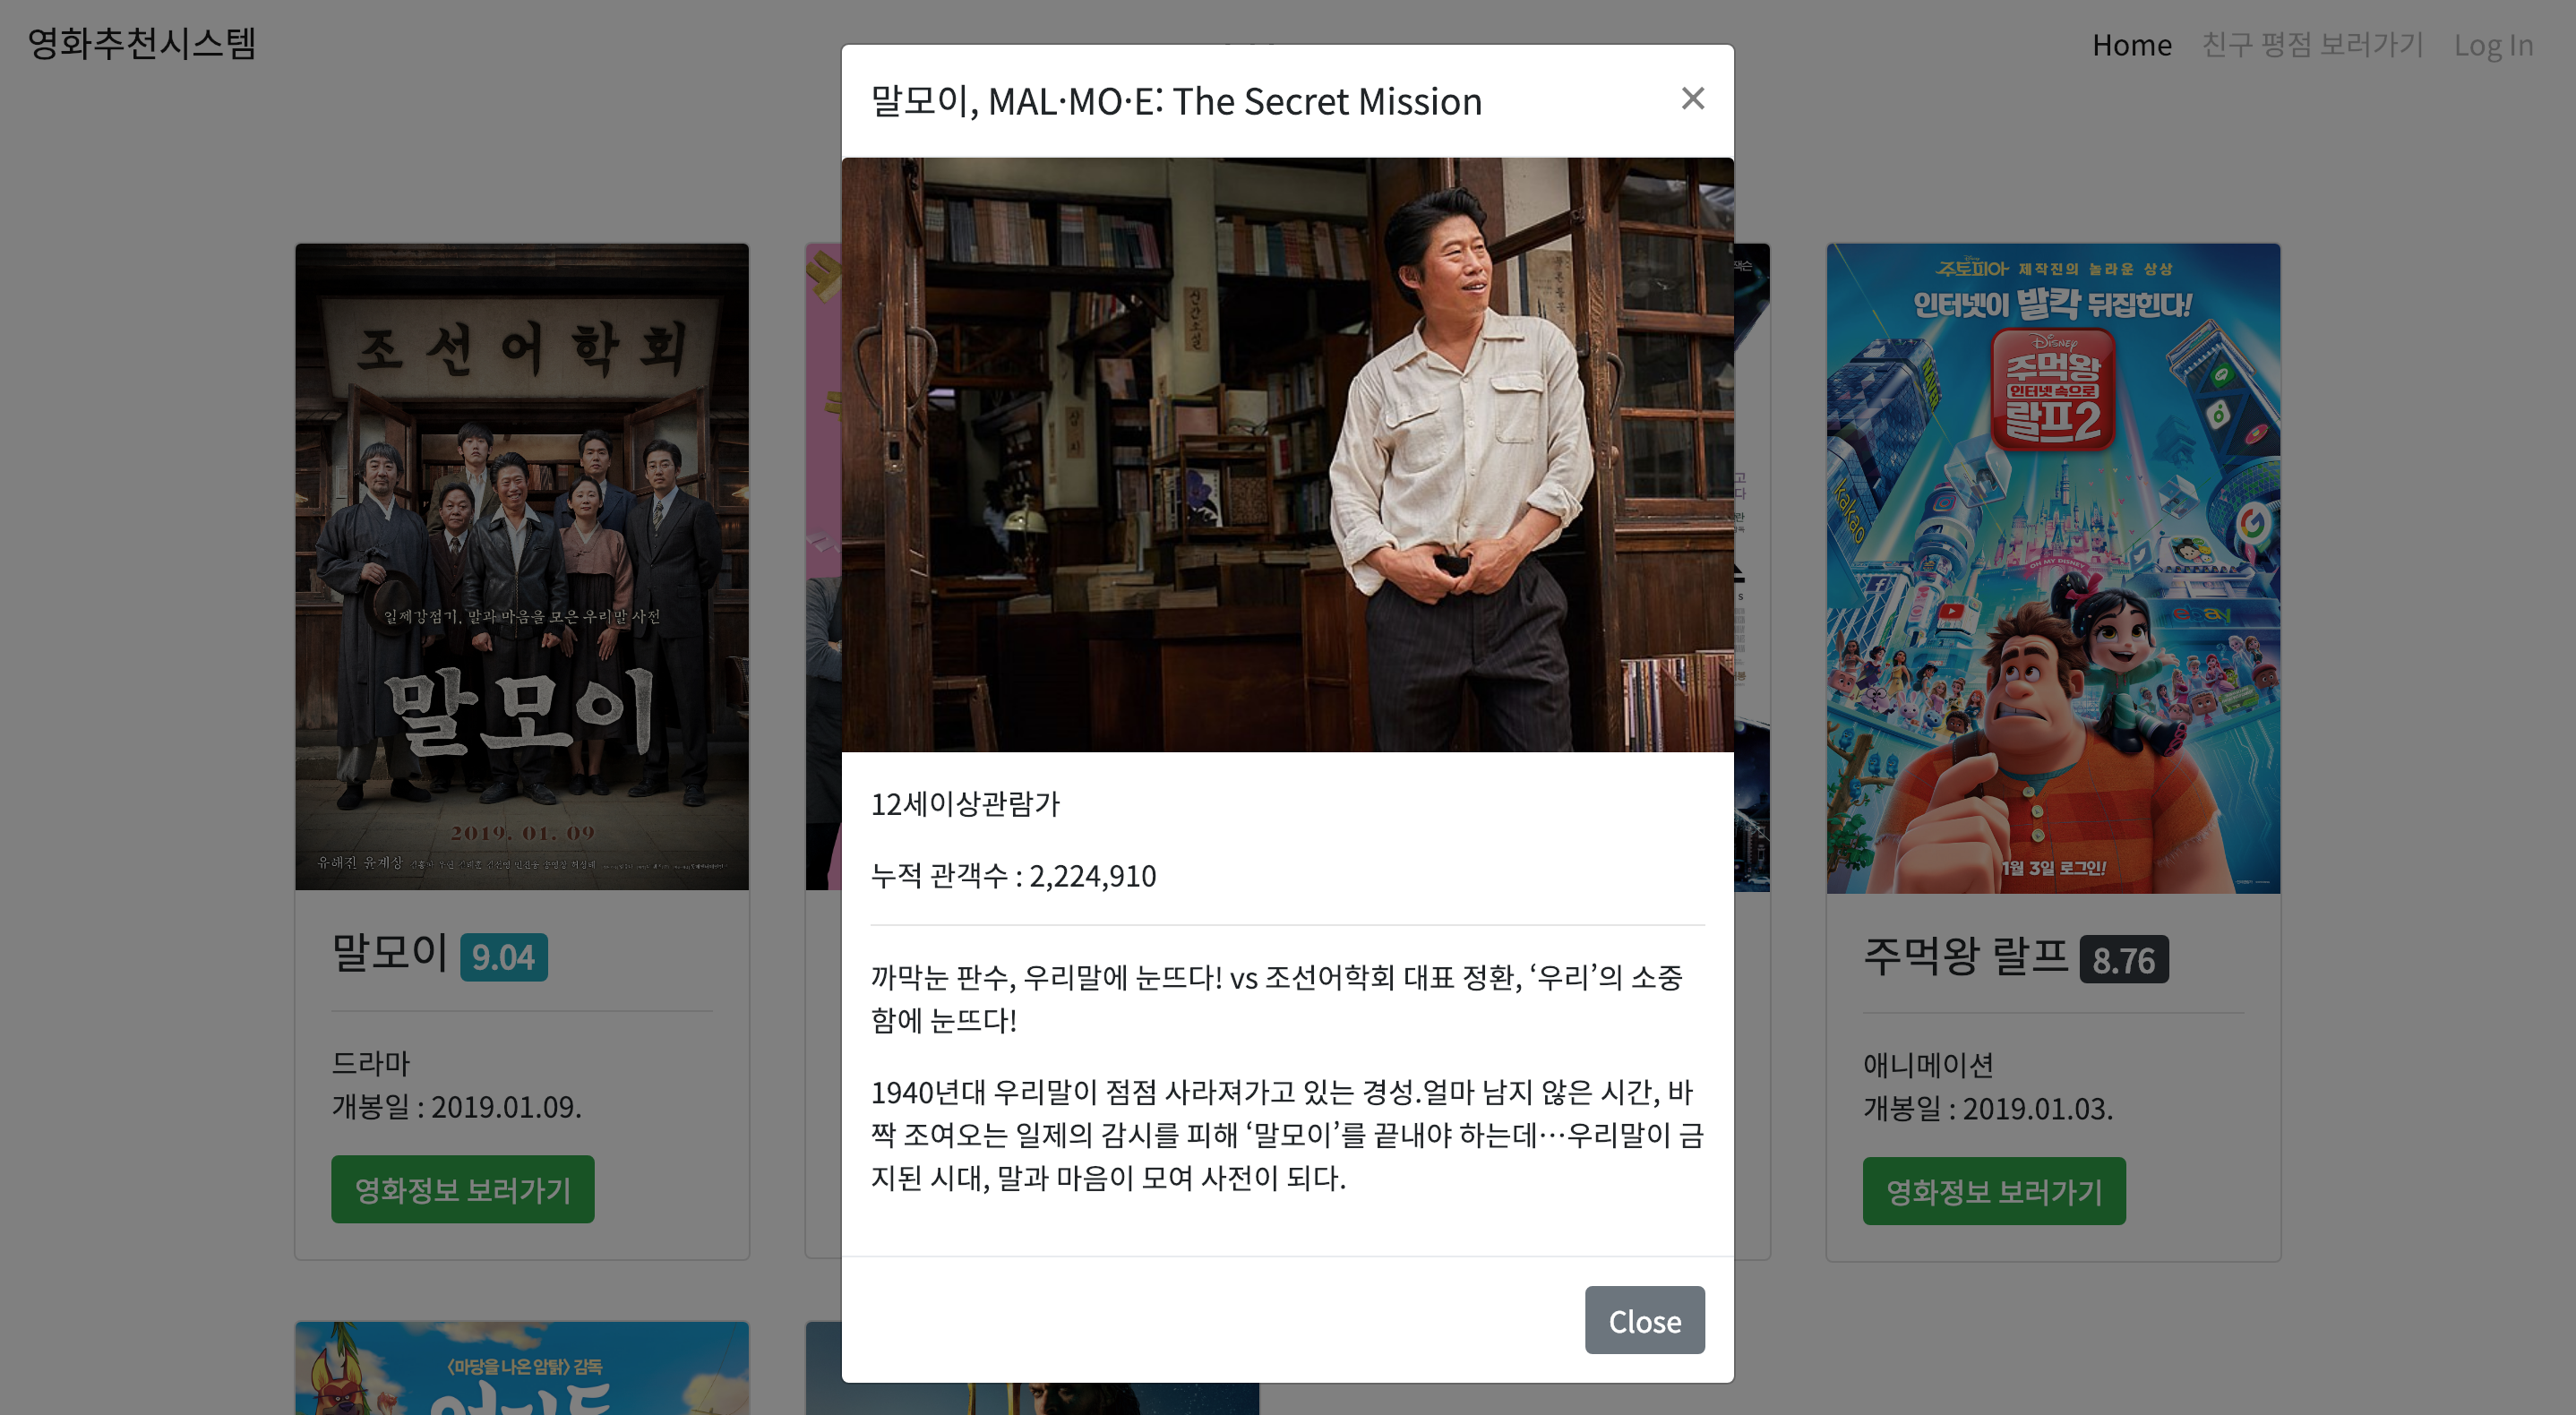 영화추천시스템
Home
친구 평점 보러가기
Log In
말모이, MAL·MO·E: The Secret Mission
×
신간소설
12세이상관람가
누적 관객수 : 2,224,910
까막눈 판수, 우리말에 눈뜨다! vs 조선어학회 대표 정환, ‘우리’의 소중
함에 눈뜨다!
1940년대 우리말이 점점 사라져가고 있는 경성.얼마 남지 않은 시간, 바
짝 조여오는 일제의 감시를 피해 ‘말모이’를 끝내야 하는데…우리말이 금
지된 시대, 말과 마음이 모여 사전이 되다.
Close
조선어학회
일제강점기, 말과 마음을 모은 우리말 사전
말모이
2019. 01. 09
유해진 윤계상
말모이 9.04
드라마
개봉일 : 2019.01.09.
영화정보 보러가기
주토피아 제작진의 놀라운 상상
인터넷이 발칵 뒤집힌다!
Disney
주먹왕
인터넷 속으로
랄프2
NAVER
kakao
OH MY DISNEY
ebay
1월 3일 로그인!
주먹왕 랄프 8.76
애니메이션
개봉일 : 2019.01.03.
영화정보 보러가기
<마당을 나온 암탉> 감독